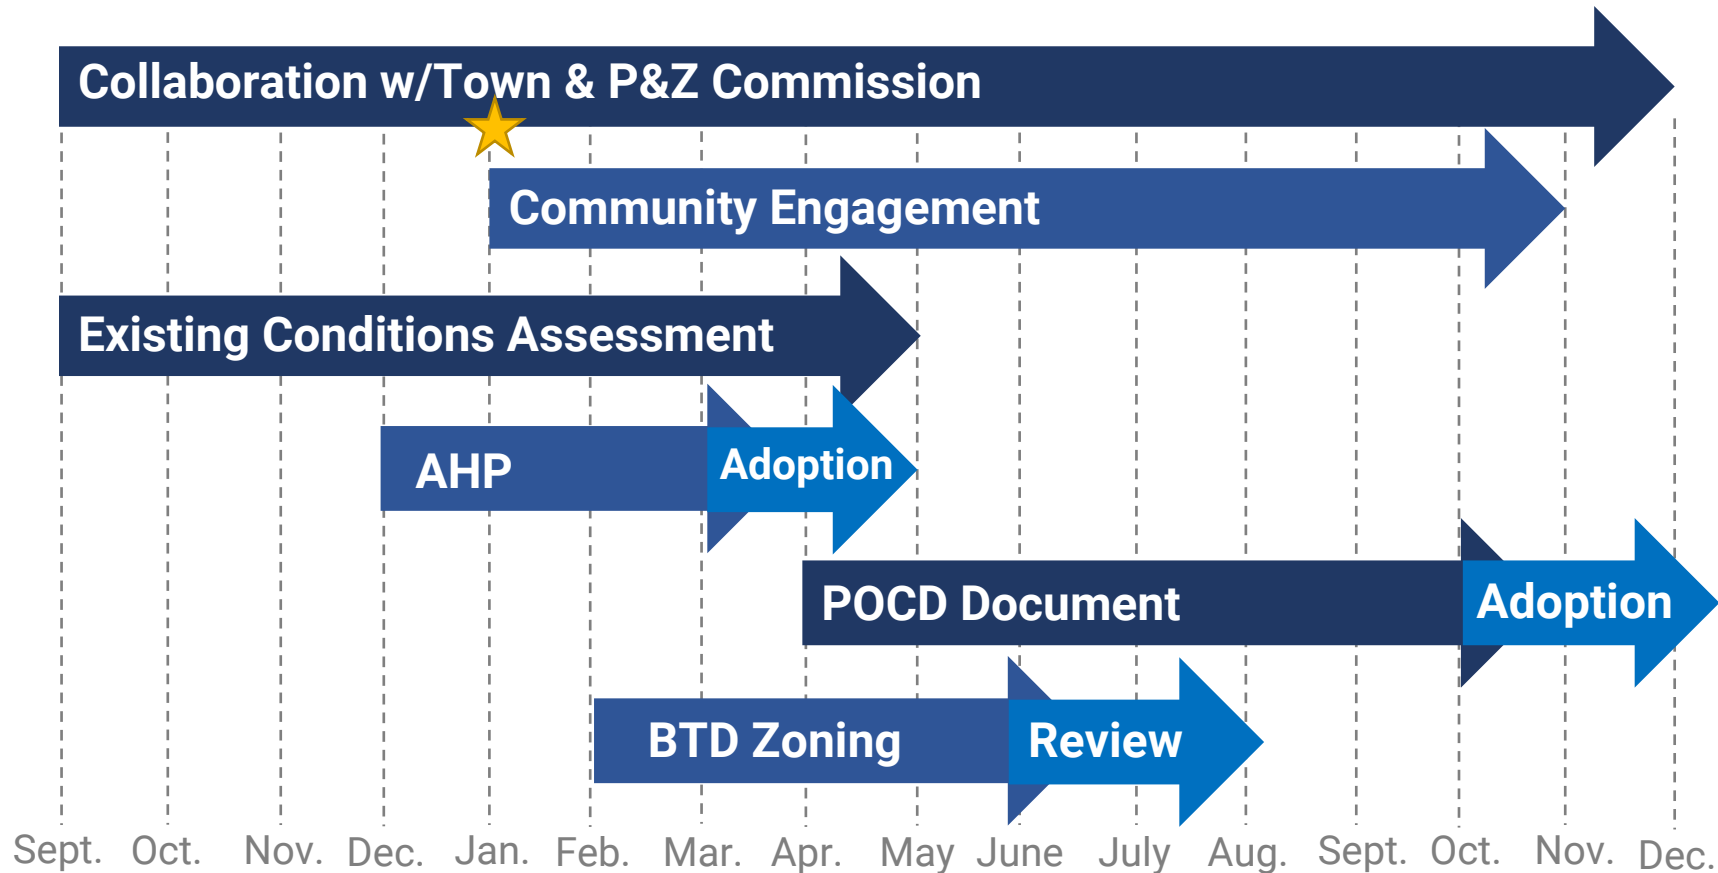 Collaboration w/Town & P&Z Commission
Community Engagement
Existing Conditions Assessment
AHP
Adoption
POCD Document
Adoption
BTD Zoning
Review
Sept. Oct. Nov. Dec. Jan. Feb. Mar. Apr. May June July Aug. Sept. Oct. Nov. Dec.